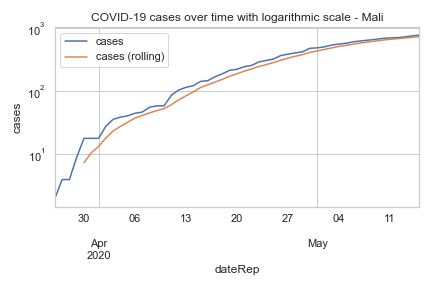 COVID-19 cases over time with logarithmic scale - Mali
cases
cases (rolling)
10³
10²
10¹
cases
30 06 13 20 27 04 11
Apr May
2020
dateRep